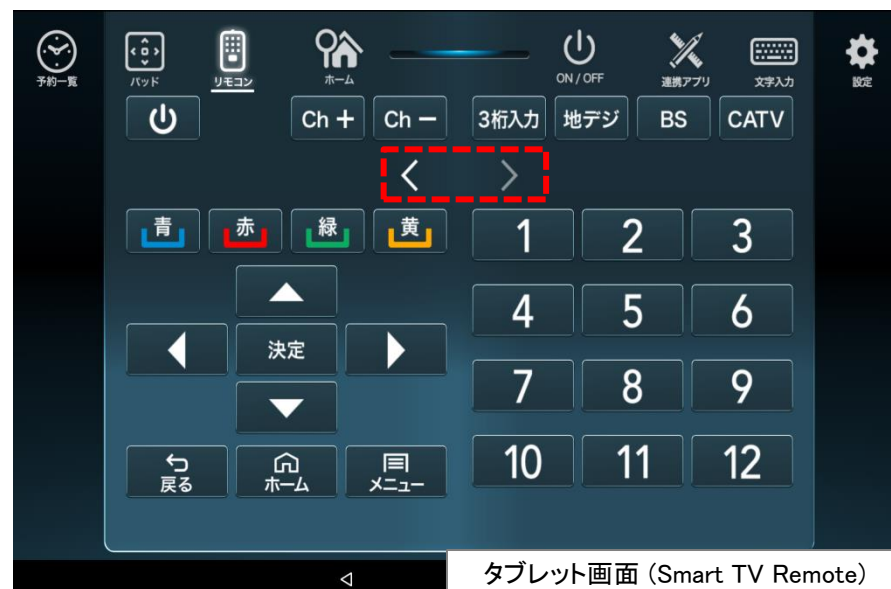 予約一覧
パッド
リモコン
ホーム
ON / OFF
連携アプリ
文字入力
設定
Ch +
Ch −
3桁入力
地デジ
BS
CATV
青
赤
緑
黄
1
2
3
4
5
6
決定
7
8
9
10
11
12
戻る
ホーム
メニュー
タブレット画面 (Smart TV Remote)